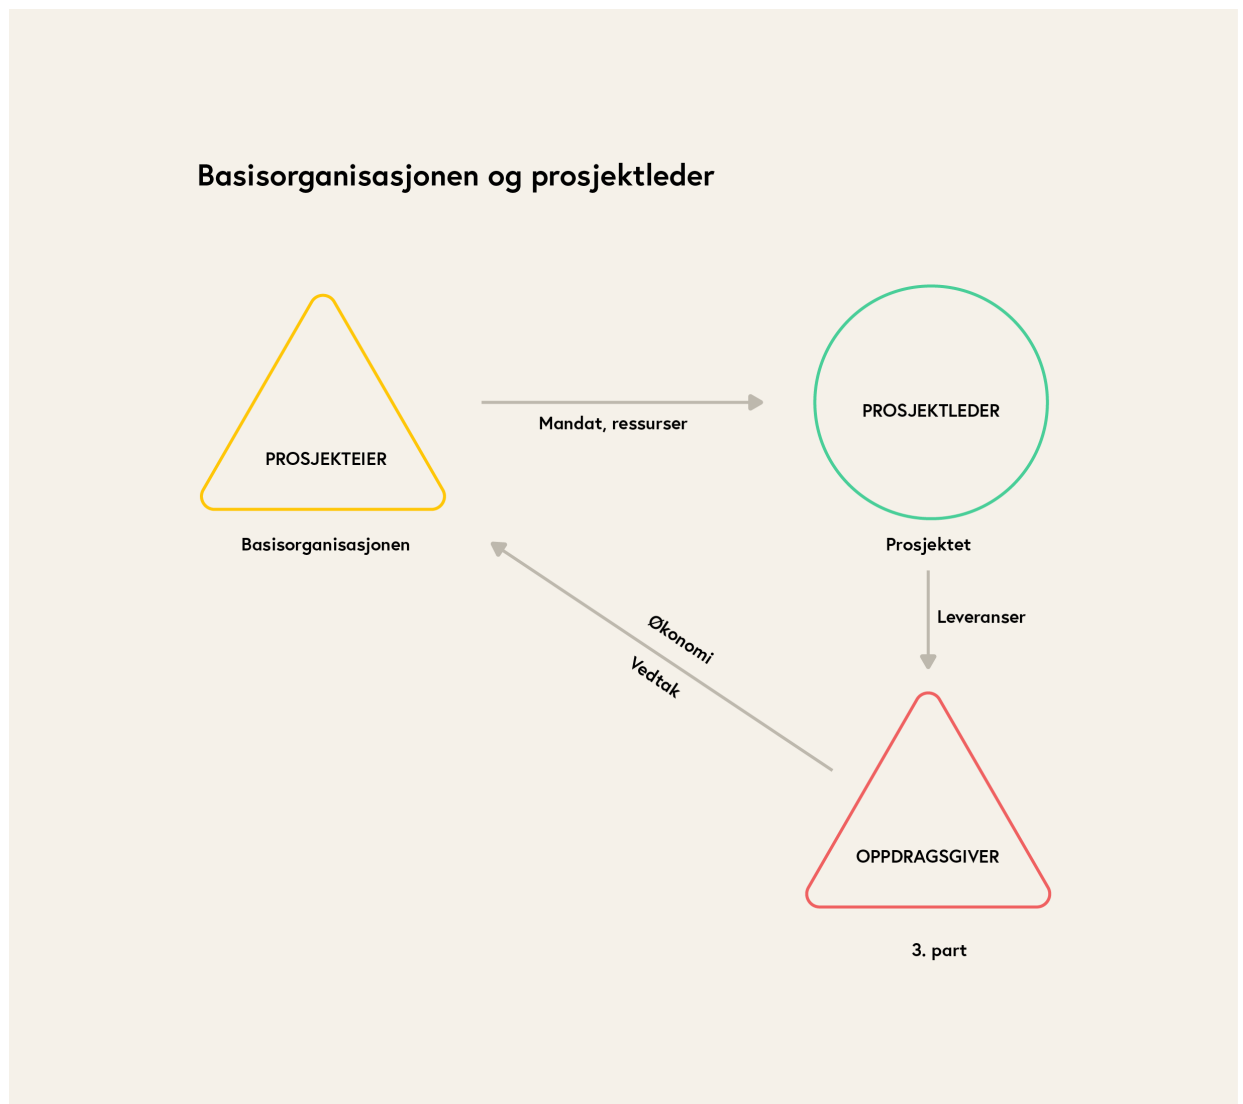 Basisorganisasjonen og prosjektleder
PROSJEKTEIER
Basisorganisasjonen
Mandat, ressurser
PROSJEKTLEDER
Prosjektet
Leveranser
Økonomi
Vedtak
OPPDRAGSGIVER
3. part